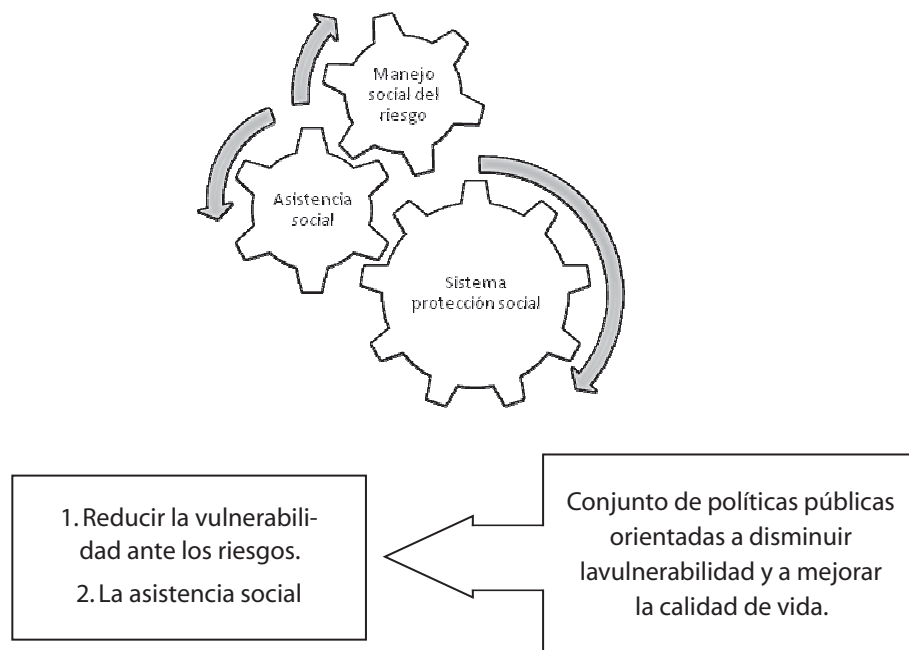 Manejo
social del
riesgo
Asistencia
social
Sistema
protección social
1. Reducir la vulnerabili-
dad ante los riesgos.
2. La asistencia social
Conjunto de políticas públicas
orientadas a disminuir
lavulnerabilidad y a mejorar
la calidad de vida.